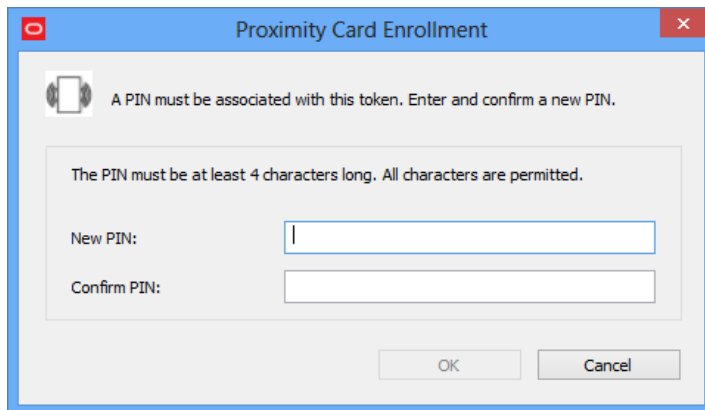 Proximity Card Enrollment
A PIN must be associated with this token. Enter and confirm a new PIN.
The PIN must be at least 4 characters long. All characters are permitted.
New PIN:
Confirm PIN:
OK
Cancel